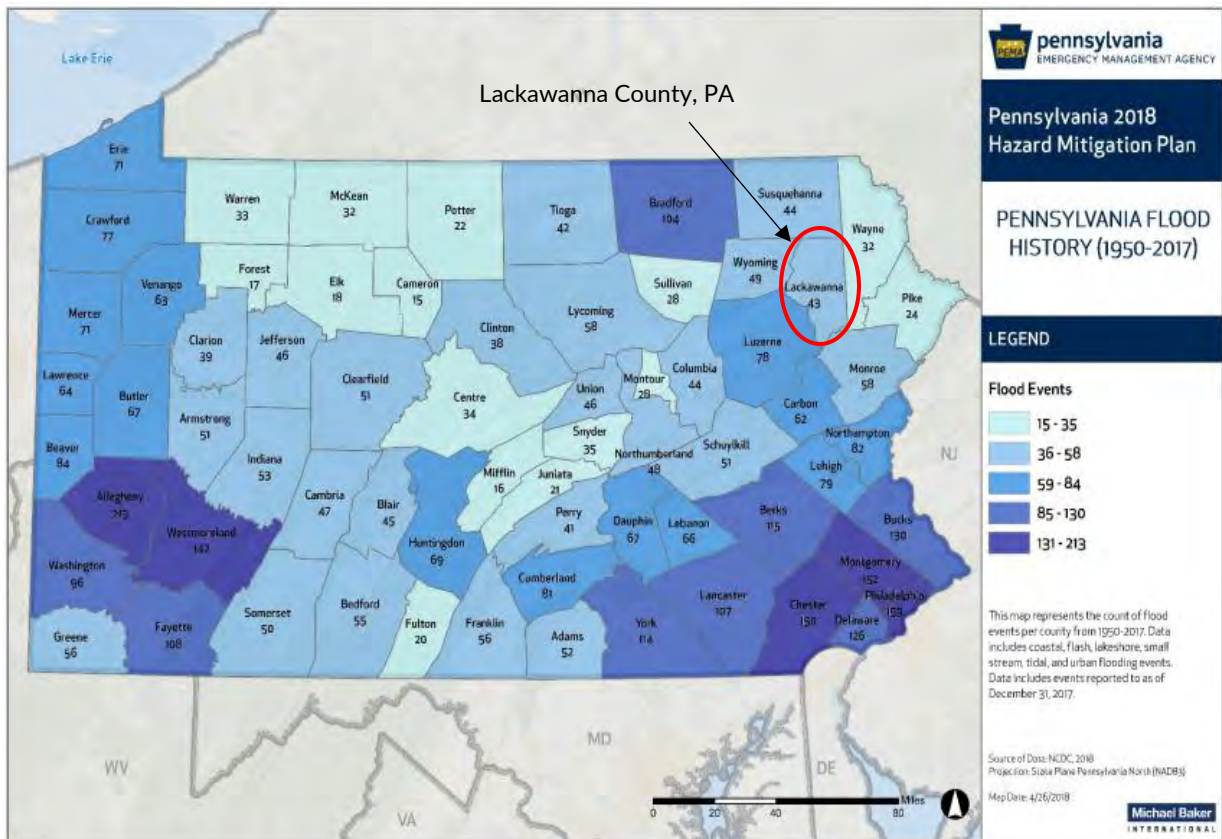 Lake Erie
Lackawanna County, PA
Erie
71
Crawford
77
Warren
33
McKean
32
Potter
22
Tioga
42
Bradford
104
Susquehanna
44
Wayne
32
Wyoming
49
Lackawanna
43
Pike
24
Forest
17
Venango
63
Elk
18
Cameron
15
Sullivan
28
Mercer
71
Clarion
39
Jefferson
46
Clinton
38
Lycoming
58
Luzerne
78
Monroe
58
Lawrence
64
Butler
67
Clearfield
51
Centre
34
Union
46
Montour
28
Columbia
44
Carbon
62
Armstrong
51
Snyder
35
Northumberland
48
Schuylkill
51
Northampton
82
Lehigh
79
Beaver
84
Indiana
53
Mifflin
16
Juniata
21
NJ
Allegheny
213
Westmoreland
142
Cambria
47
Blair
45
Perry
41
Dauphin
67
Lebanon
66
Berks
115
Bucks
130
Huntingdon
69
Montgomery
152
Washington
96
Cumberland
81
Lancaster
107
Chester
150
Philadelphia
153
Delaware
126
Somerset
50
Bedford
55
Fulton
20
Franklin
56
Adams
52
York
114
Greene
56
Fayette
108
WV
MD
DE
VA
Miles
0 20 40 80
PEMA
pennsylvania
EMERGENCY MANAGEMENT AGENCY
Pennsylvania 2018
Hazard Mitigation Plan
PENNSYLVANIA FLOOD
HISTORY (1950-2017)
LEGEND
Flood Events
15 - 35
36 - 58
59 - 84
85 - 130
131 - 213
This map represents the count of flood
events per county from 1950-2017. Data
includes coastal, flash, lakeshore, small
stream, tidal, and urban flooding events.
Data includes events reported to as of
December 31, 2017.
Source of Data: NCDC, 2018
Projection: State Plane Pennsylvania North (NAD83)
Map Date: 4/26/2018
Michael Baker
INTERNATIONAL